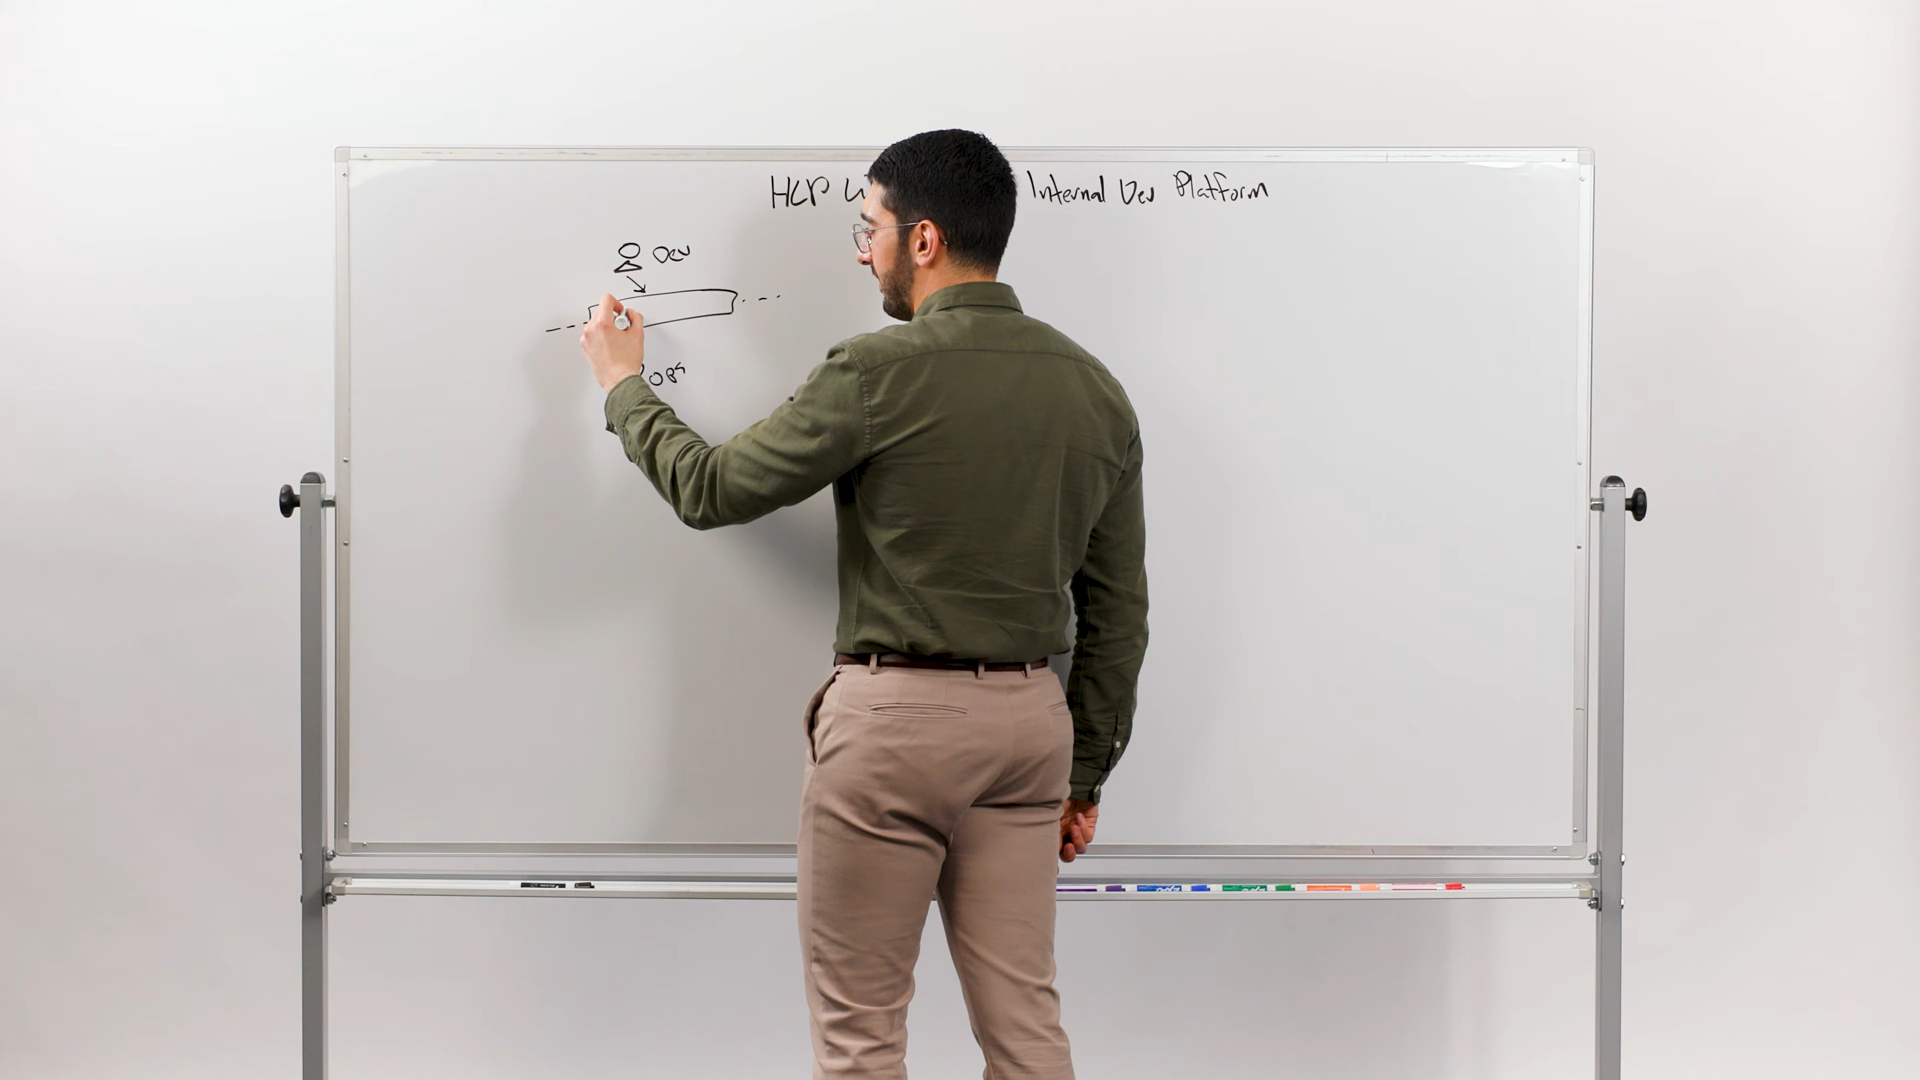 HCP Internal Dev Platform
Dev
OPS